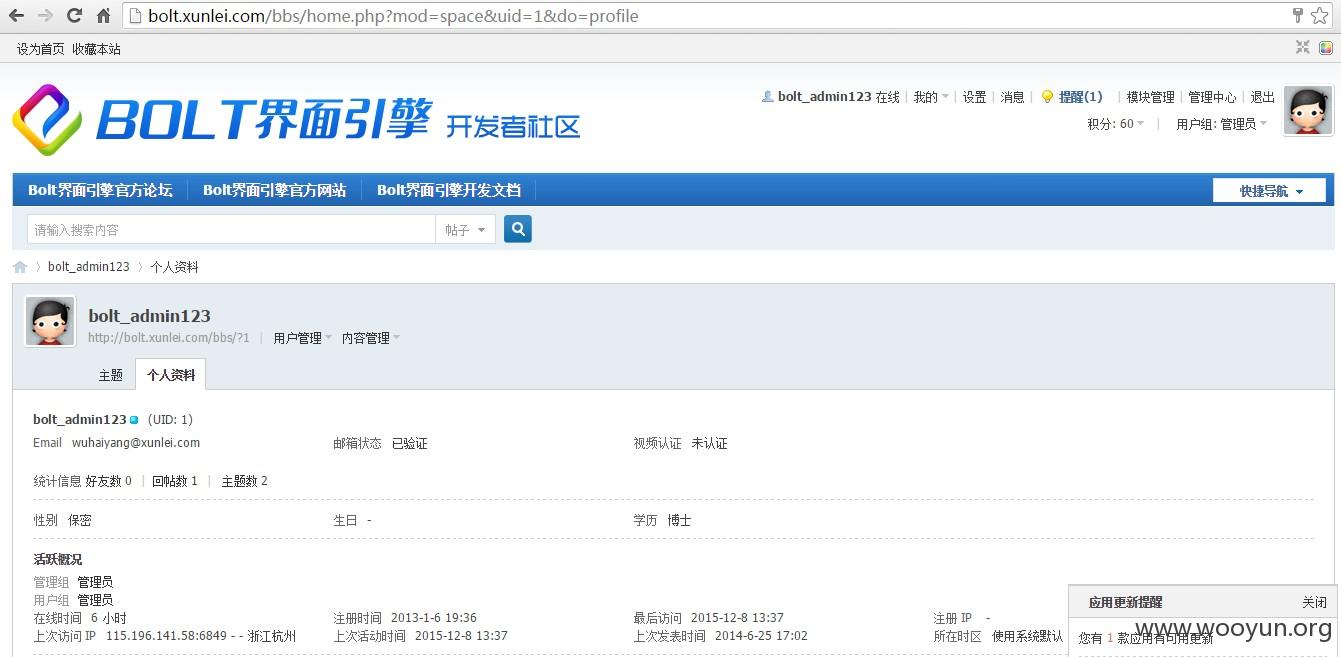 bolt.xunlei.com/bbs/home.php?mod=space&uid=1&do=profile
设为首页 收藏本站
BOLT界面引擎 开发者社区
bolt_admin123 在线 | 我的 | 设置 | 消息 | 提醒(1) | 模块管理 | 管理中心 | 退出
积分: 60 | 用户组: 管理员
Bolt界面引擎官方论坛 Bolt界面引擎官方网站 Bolt界面引擎开发文档 快捷导航
请输入搜索内容 帖子
bolt_admin123 › 个人资料
bolt_admin123
http://bolt.xunlei.com/bbs/?1 | 用户管理 内容管理
主题 个人资料
bolt_admin123 (UID: 1)
Email wuhaiyang@xunlei.com 邮箱状态 已验证 视频认证 未认证
统计信息 好友数 0 | 回帖数 1 | 主题数 2
性别 保密 生日 - 学历 博士
活跃概况
管理组 管理员
用户组 管理员
在线时间 6 小时 注册时间 2013-1-6 19:36 最后访问 2015-12-8 13:37 注册 IP -
上次访问 IP 115.196.141.58:6849 - - 浙江杭州 上次活动时间 2015-12-8 13:37 上次发表时间 2014-6-25 17:02 所在时区 使用系统默认
应用更新提醒 关闭
您有 1 款应用有可用更新
www.wooyun.org